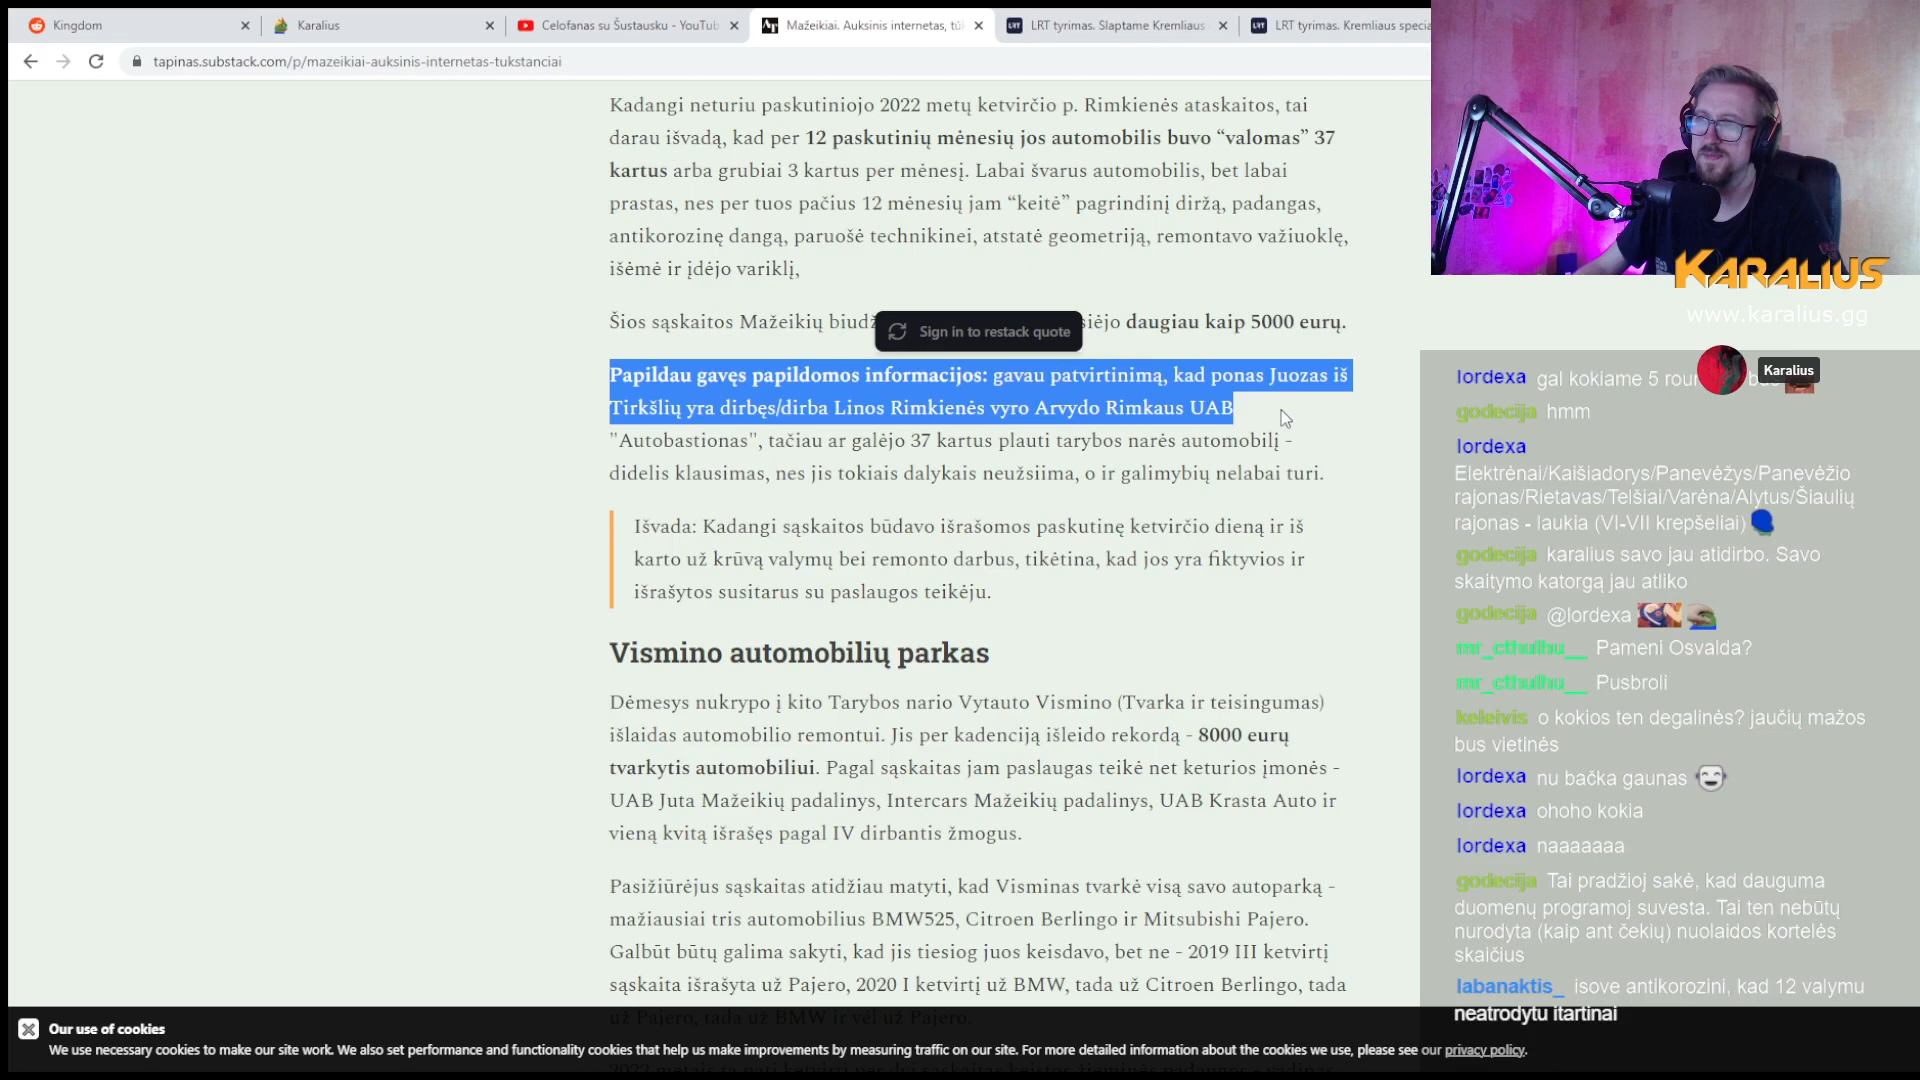 Kingdom
Karalius
Celofanas su Šustausku - YouTub
Mažeikiai. Auksinis internetas, tūk
LRT tyrimas. Slaptame Kremliaus
LRT tyrimas. Kremliaus specia
tapinas.substack.com/p/mazeikiai-auksinis-internetas-tukstanciai
Kadangi neturiu paskutiniojo 2022 metų ketvirčio p. Rimkienės ataskaitos, tai
darau išvadą, kad per 12 paskutinių mėnesių jos automobilis buvo “valomas” 37
kartus arba grubiai 3 kartus per mėnesį. Labai švarus automobilis, bet labai
prastas, nes per tuos pačius 12 mėnesių jam “keitė” pagrindinį diržą, padangas,
antikorozinę dangą, paruošė technikinei, atstatė geometriją, remontavo važiuoklę,
išėmė ir įdėjo variklį,
Šios sąskaitos Mažeikių biudž
siėjo daugiau kaip 5000 eurų.
Sign in to restack quote
Papildau gavęs papildomos informacijos: gavau patvirtinimą, kad ponas Juozas iš
Tirkšlių yra dirbęs/dirba Linos Rimkienės vyro Arvydo Rimkaus UAB
"Autobastionas", tačiau ar galėjo 37 kartus plauti tarybos narės automobilį -
didelis klausimas, nes jis tokiais dalykais neužsiima, o ir galimybių nelabai turi.
Išvada: Kadangi sąskaitos būdavo išrašomos paskutinę ketvirčio dieną ir iš
karto už krūvą valymų bei remonto darbus, tikėtina, kad jos yra fiktyvios ir
išrašytos susitarus su paslaugos teikėju.
Vismino automobilių parkas
Dėmesys nukrypo į kito Tarybos nario Vytauto Vismino (Tvarka ir teisingumas)
išlaidas automobilio remontui. Jis per kadenciją išleido rekordą - 8000 eurų
tvarkytis automobiliui. Pagal sąskaitas jam paslaugas teikė net keturios įmonės -
UAB Juta Mažeikių padalinys, Intercars Mažeikių padalinys, UAB Krasta Auto ir
vieną kvitą išrašęs pagal IV dirbantis žmogus.
Pasižiūrėjus sąskaitas atidžiau matyti, kad Visminas tvarkė visą savo autoparką -
mažiausiai tris automobilius BMW525, Citroen Berlingo ir Mitsubishi Pajero.
Galbūt būtų galima sakyti, kad jis tiesiog juos keisdavo, bet ne - 2019 III ketvirtį
sąskaita išrašyta už Pajero, 2020 I ketvirtį už BMW, tada už Citroen Berlingo, tada
už Pajero, tada už BMW ir vėl už Pajero.
Our use of cookies
We use necessary cookies to make our site work. We also set performance and functionality cookies that help us make improvements by measuring traffic on our site. For more detailed information about the cookies we use, please see our privacy policy.
KARALIUS
www.karalius.gg
Karalius
lordexa gal kokiame 5 rour
godecija hmm
lordexa
Elektrėnai/Kaišiadorys/Panevėžys/Panevėžio
rajonas/Rietavas/Telšiai/Varėna/Alytus/Šiaulių
rajonas - laukia (VI-VII krepšeliai)
godecija karalius savo jau atidirbo. Savo
skaitymo katorgą jau atliko
godecija @lordexa
mr_cthulhu__ Pameni Osvalda?
mr_cthulhu__ Pusbroli
keleivis o kokios ten degalinės? jaučių mažos
bus vietinės
lordexa nu bačka gaunas
lordexa ohoho kokia
lordexa naaaaaaa
godecija Tai pradžioj sakė, kad dauguma
duomenų programoj suvesta. Tai ten nebūtų
nurodyta (kaip ant čekių) nuolaidos kortelės
skaičius
labanaktis_ isove antikorozini, kad 12 valymu
neatrodytu itartinai